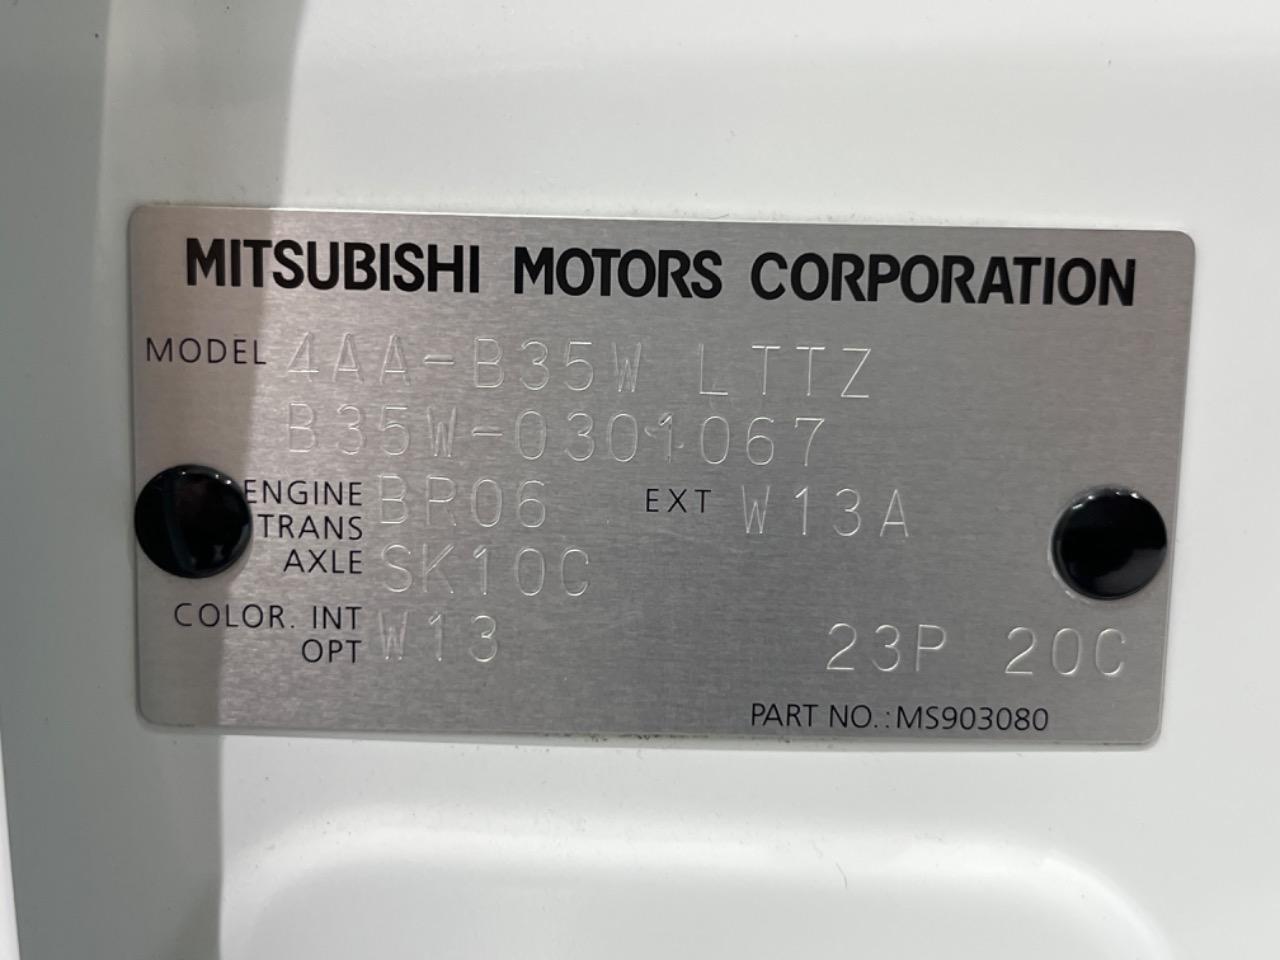 MITSUBISHI MOTORS CORPORATION
MODEL 4AA-B35W LTTZ
B35W-0301067
ENGINE BR06 EXT W13A
TRANS
AXLE SK10C
COLOR. INT W13
OPT 23P 20C
PART NO.:MS903080